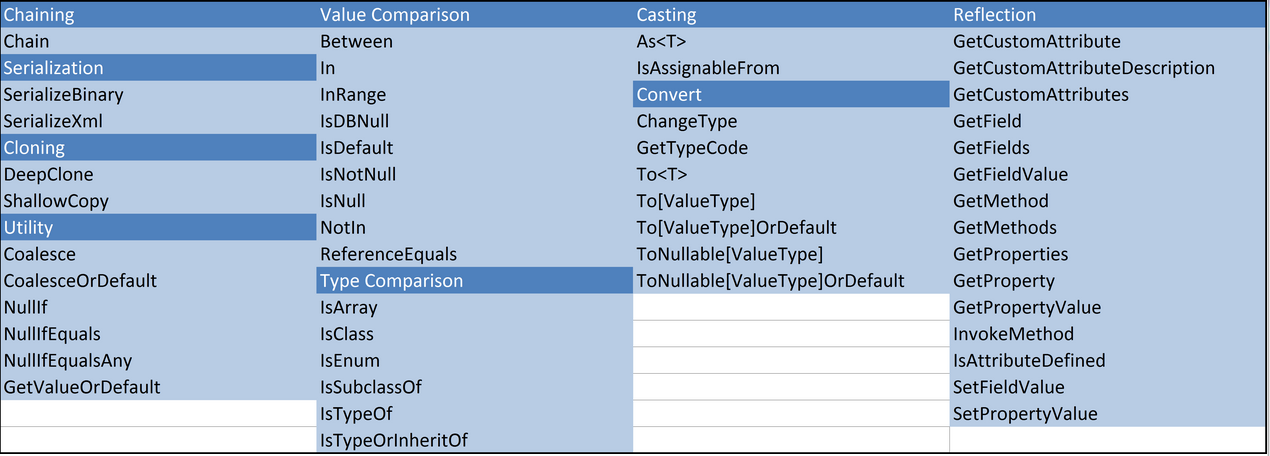 Chaining Value Comparison Casting Reflection
Chain Between As<T> GetCustomAttribute
Serialization In IsAssignableFrom GetCustomAttributeDescription
SerializeBinary InRange Convert GetCustomAttributes
SerializeXml IsDBNull ChangeType GetField
Cloning IsDefault GetTypeCode GetFields
DeepClone IsNotNull To<T> GetFieldValue
ShallowCopy IsNull To[ValueType] GetMethod
Utility NotIn To[ValueType]OrDefault GetMethods
Coalesce ReferenceEquals ToNullable[ValueType] GetProperties
CoalesceOrDefault Type Comparison ToNullable[ValueType]OrDefault GetProperty
NullIf IsArray GetPropertyValue
NullIfEquals IsClass InvokeMethod
NullIfEqualsAny IsEnum IsAttributeDefined
GetValueOrDefault IsSubclassOf SetFieldValue
IsTypeOf SetPropertyValue
IsTypeOrInheritOf